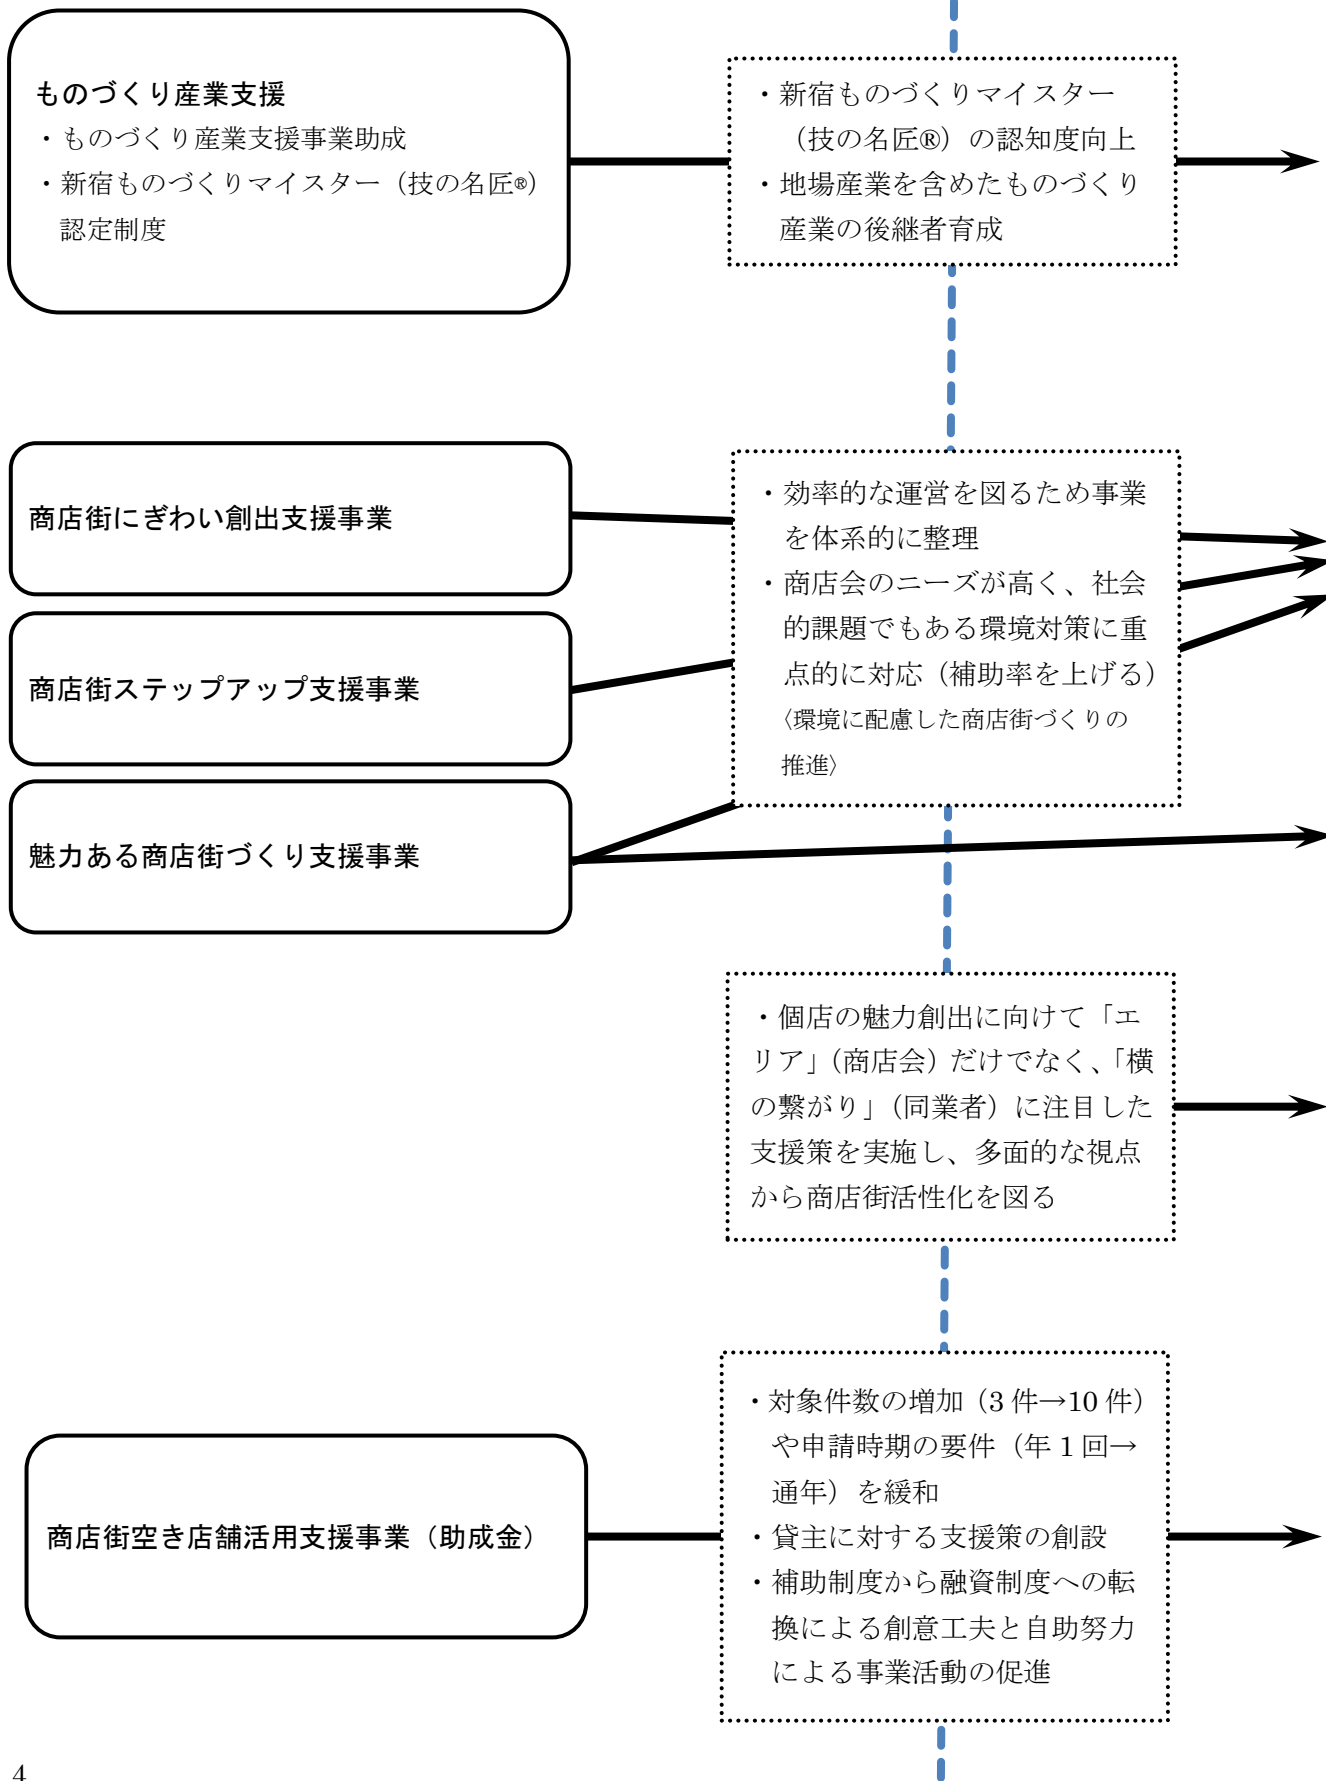 ものづくり産業支援
・ものづくり産業支援事業助成
・新宿ものづくりマイスター（技の名匠®）
認定制度
・新宿ものづくりマイスター
（技の名匠®）の認知度向上
・地場産業を含めたものづくり
産業の後継者育成
商店街にぎわい創出支援事業
商店街ステップアップ支援事業
魅力ある商店街づくり支援事業
・効率的な運営を図るため事業
を体系的に整理
・商店会のニーズが高く、社会
的課題でもある環境対策に重
点的に対応（補助率を上げる）
〈環境に配慮した商店街づくりの
推進〉
・個店の魅力創出に向けて「エ
リア」（商店会）だけでなく、「横
の繋がり」（同業者）に注目した
支援策を実施し、多面的な視点
から商店街活性化を図る
商店街空き店舗活用支援事業（助成金）
・対象件数の増加（3 件→10 件）
や申請時期の要件（年 1 回→
通年）を緩和
・貸主に対する支援策の創設
・補助制度から融資制度への転
換による創意工夫と自助努力
による事業活動の促進
4